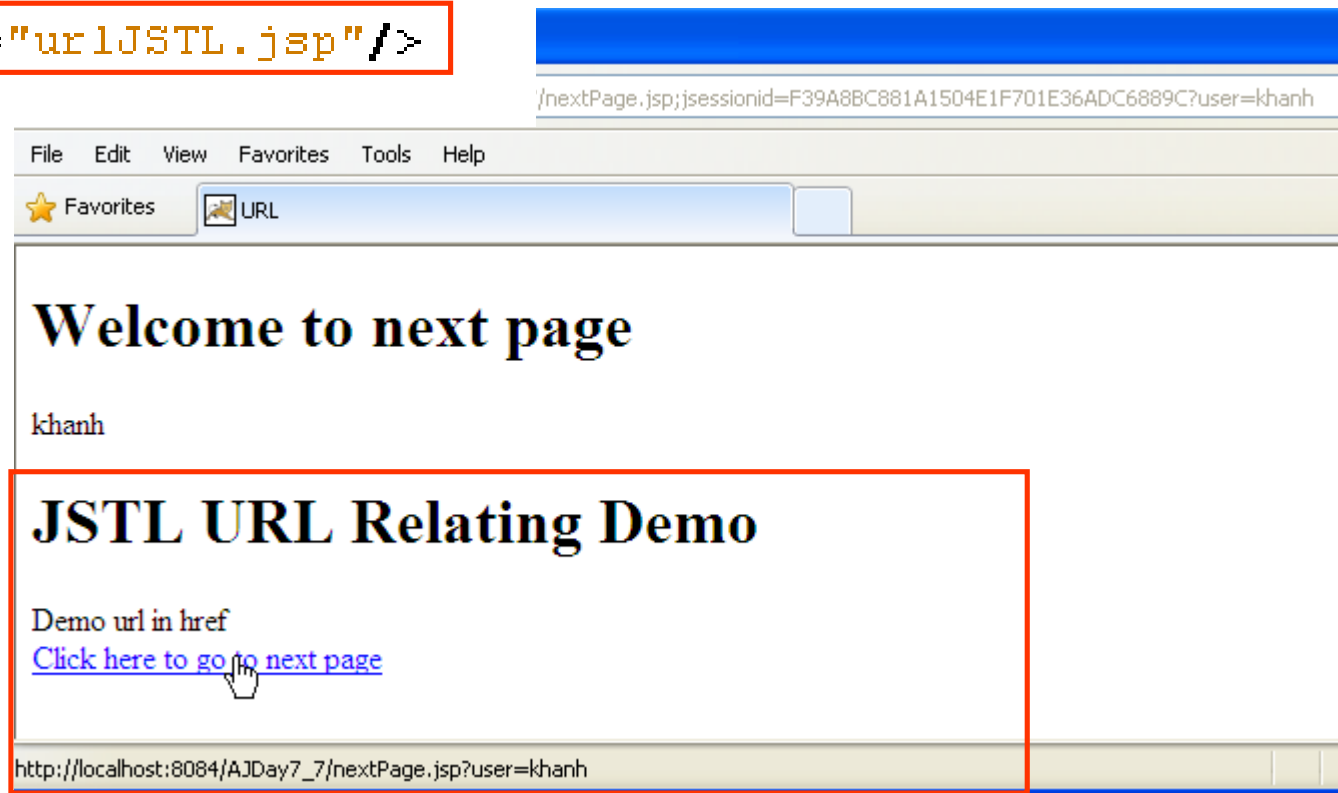 ="urlJSTL.jsp"/>
/nextPage.jsp;jsessionid=F39A8BC881A1504E1F701E36ADC6889C?user=khanh
File Edit View Favorites Tools Help
Favorites URL
Welcome to next page
khanh
JSTL URL Relating Demo
Demo url in href
Click here to go to next page
http://localhost:8084/AJDay7_7/nextPage.jsp?user=khanh